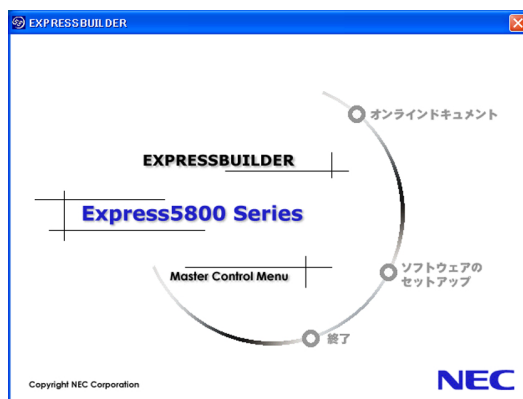 EXPRESSBUILDER
オンラインドキュメント
EXPRESSBUILDER
Express5800 Series
ソフトウェアの
セットアップ
Master Control Menu
終了
Copyright NEC Corporation
NEC